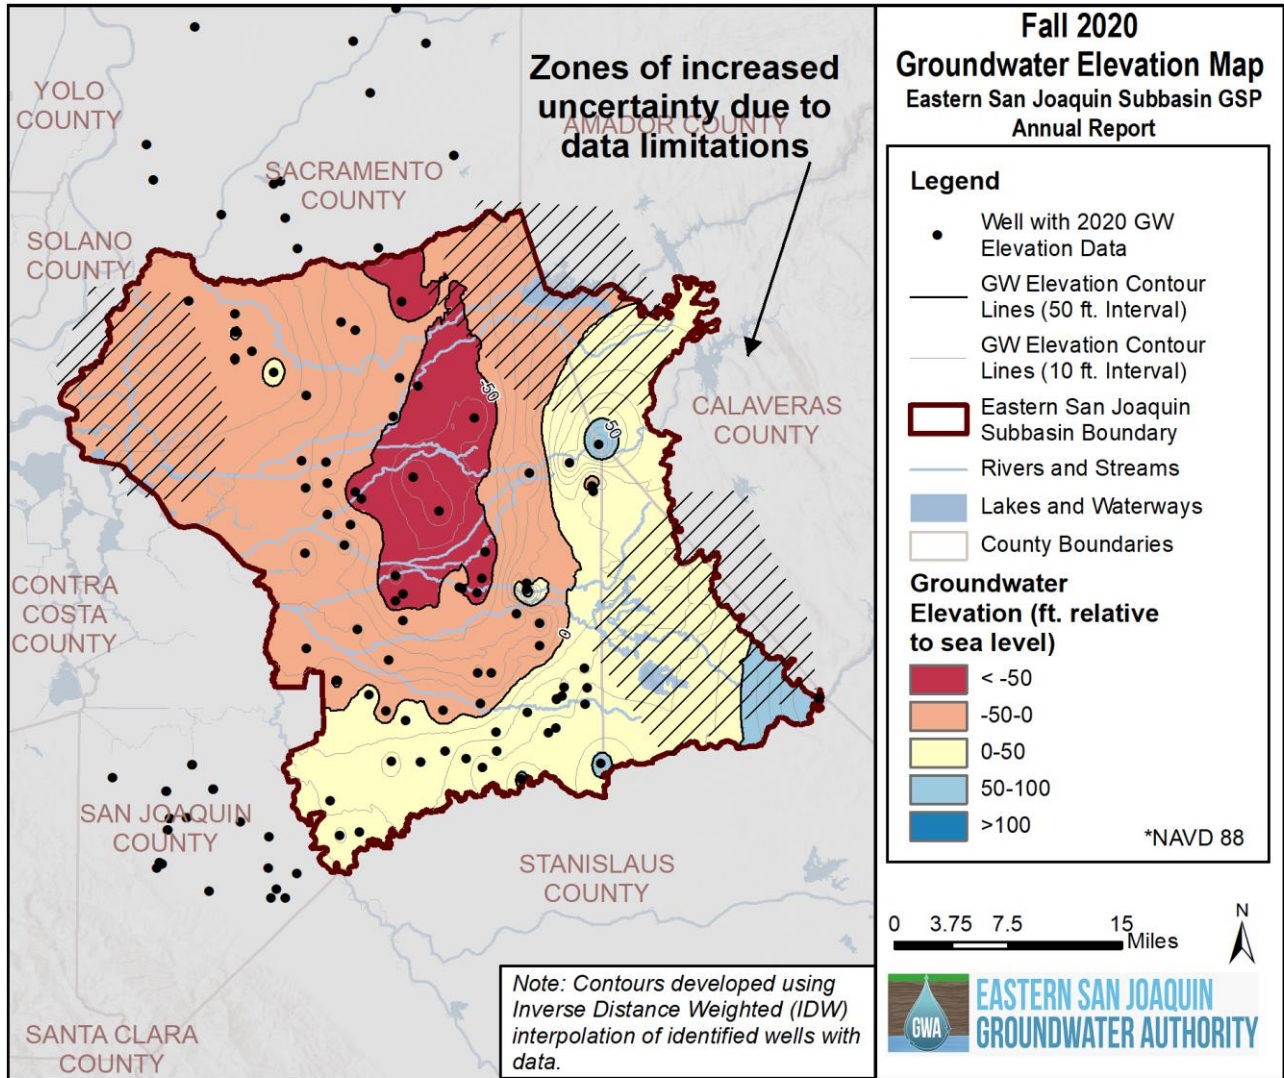 YOLO
COUNTY
Zones of increased
uncertainty due to
data limitations
AMADOR COUNTY
SACRAMENTO
COUNTY
SOLANO
COUNTY
CALAVERAS
COUNTY
CONTRA
COSTA
COUNTY
SAN JOAQUIN
COUNTY
STANISLAUS
COUNTY
SANTA CLARA
COUNTY
-50
50
0
Note: Contours developed using
Inverse Distance Weighted (IDW)
interpolation of identified wells with
data.
Fall 2020
Groundwater Elevation Map
Eastern San Joaquin Subbasin GSP
Annual Report
Legend
Well with 2020 GW
Elevation Data
GW Elevation Contour
Lines (50 ft. Interval)
GW Elevation Contour
Lines (10 ft. Interval)
Eastern San Joaquin
Subbasin Boundary
Rivers and Streams
Lakes and Waterways
County Boundaries
Groundwater
Elevation (ft. relative
to sea level)
< -50
-50-0
0-50
50-100
>100
*NAVD 88
0 3.75 7.5 15
Miles
N
GWA
EASTERN SAN JOAQUIN
GROUNDWATER AUTHORITY